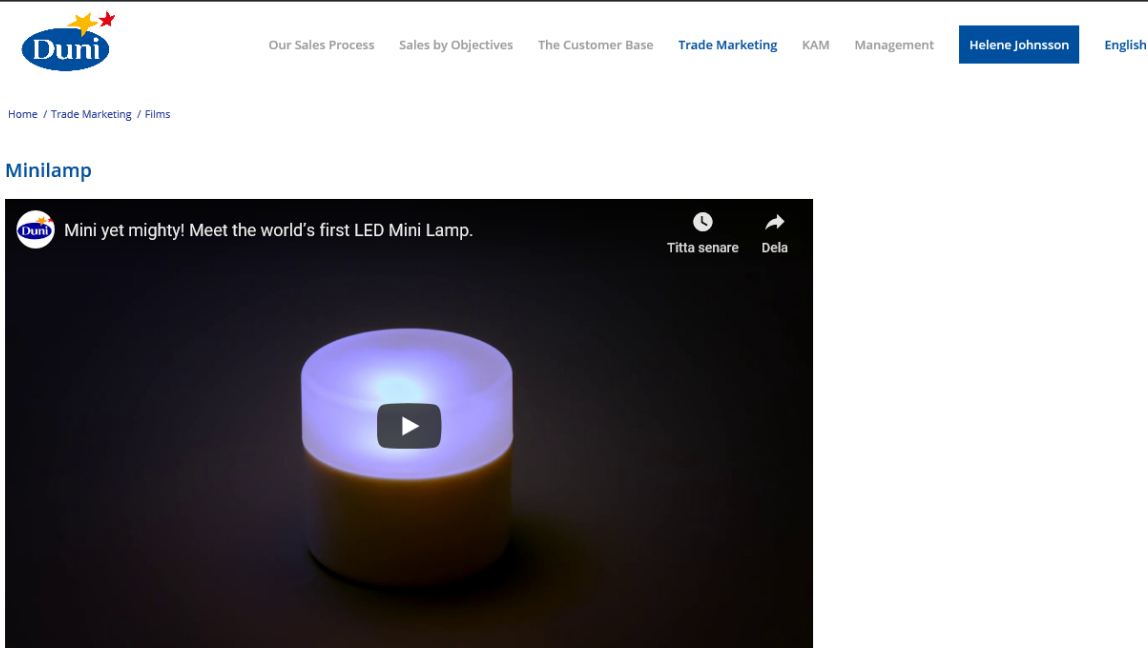 Duni
Our Sales Process Sales by Objectives The Customer Base Trade Marketing KAM Management Helene Johnsson English
Home / Trade Marketing / Films
Minilamp
Duni Mini yet mighty! Meet the world's first LED Mini Lamp.
Titta senare Dela